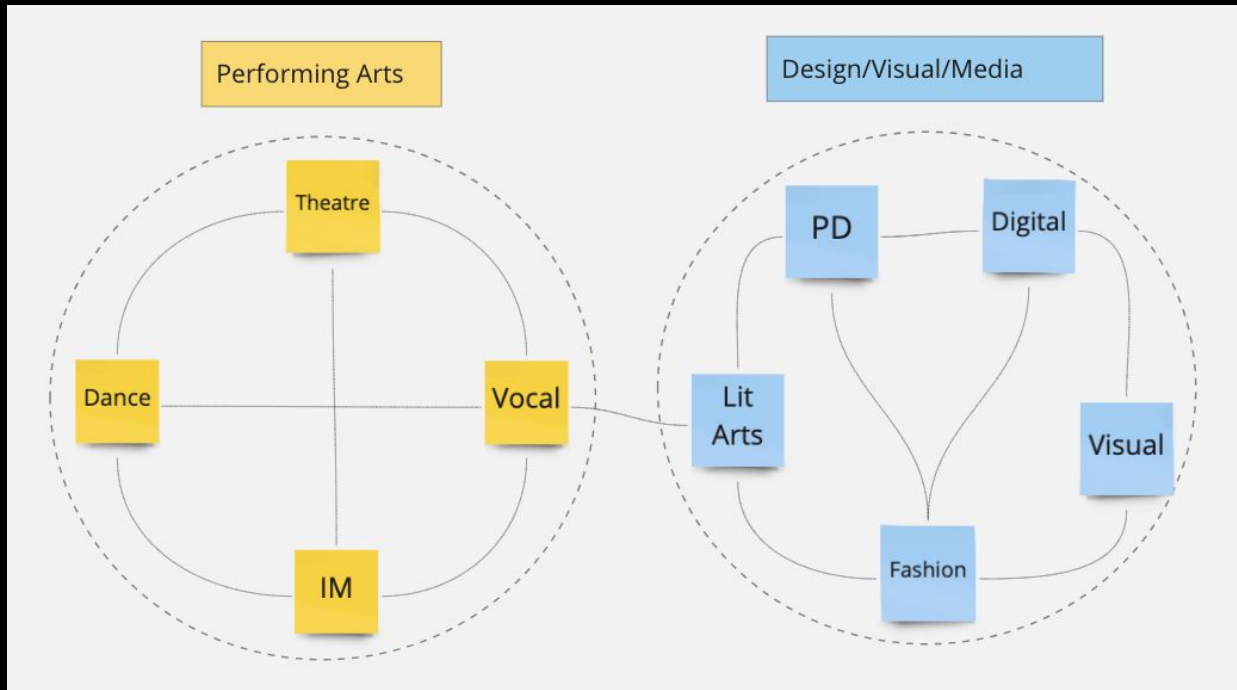 Performing Arts
Design/Visual/Media
Theatre
Dance
Vocal
IM
PD
Digital
Lit
Arts
Visual
Fashion